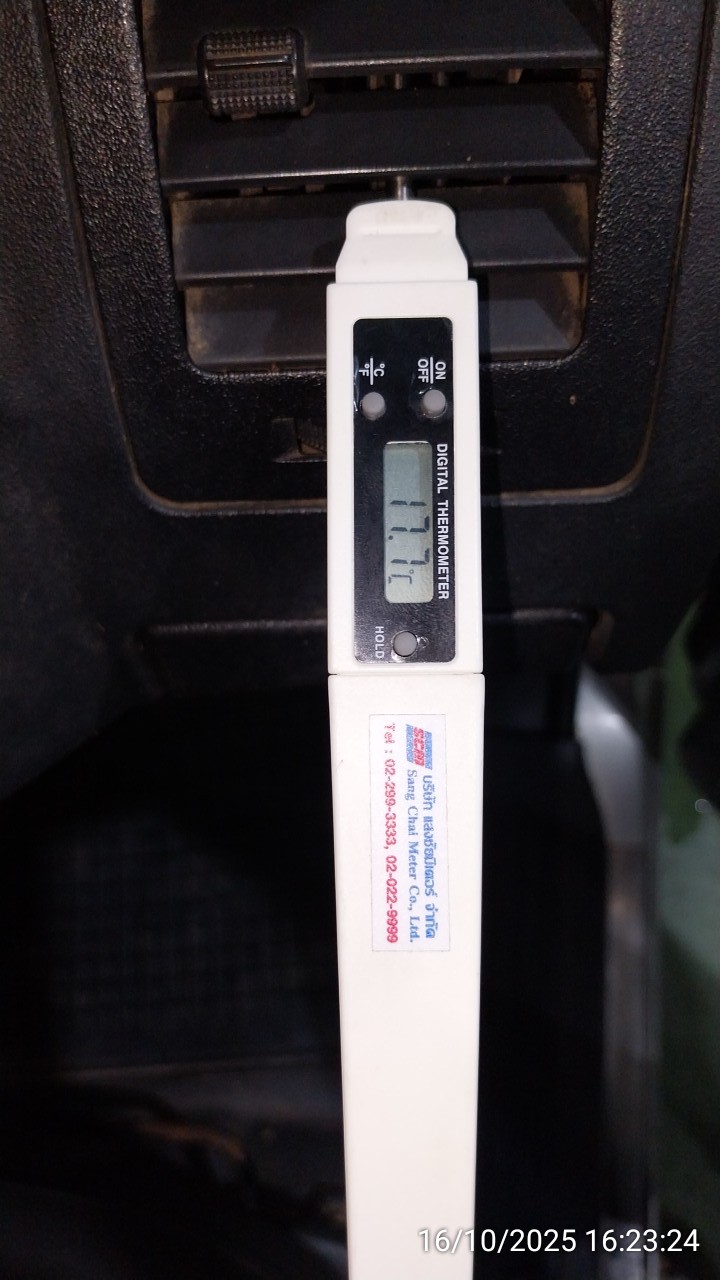 ON
OFF
°C
°F
DIGITAL THERMOMETER
17.7°C
HOLD
SCM
บริษัท แสงชัยมิเตอร์ จำกัด
Sang Chai Meter Co., Ltd.
Tel : 02-299-3333, 02-022-9999
16/10/2025 16:23:24